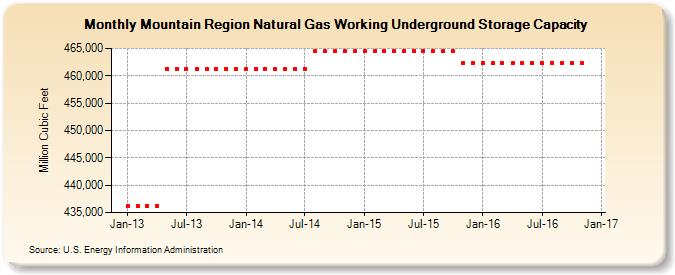 Monthly Mountain Region Natural Gas Working Underground Storage Capacity
Million Cubic Feet
465,000
460,000
455,000
450,000
445,000
440,000
435,000
Jan-13 Jul-13 Jan-14 Jul-14 Jan-15 Jul-15 Jan-16 Jul-16 Jan-17
Source: U.S. Energy Information Administration